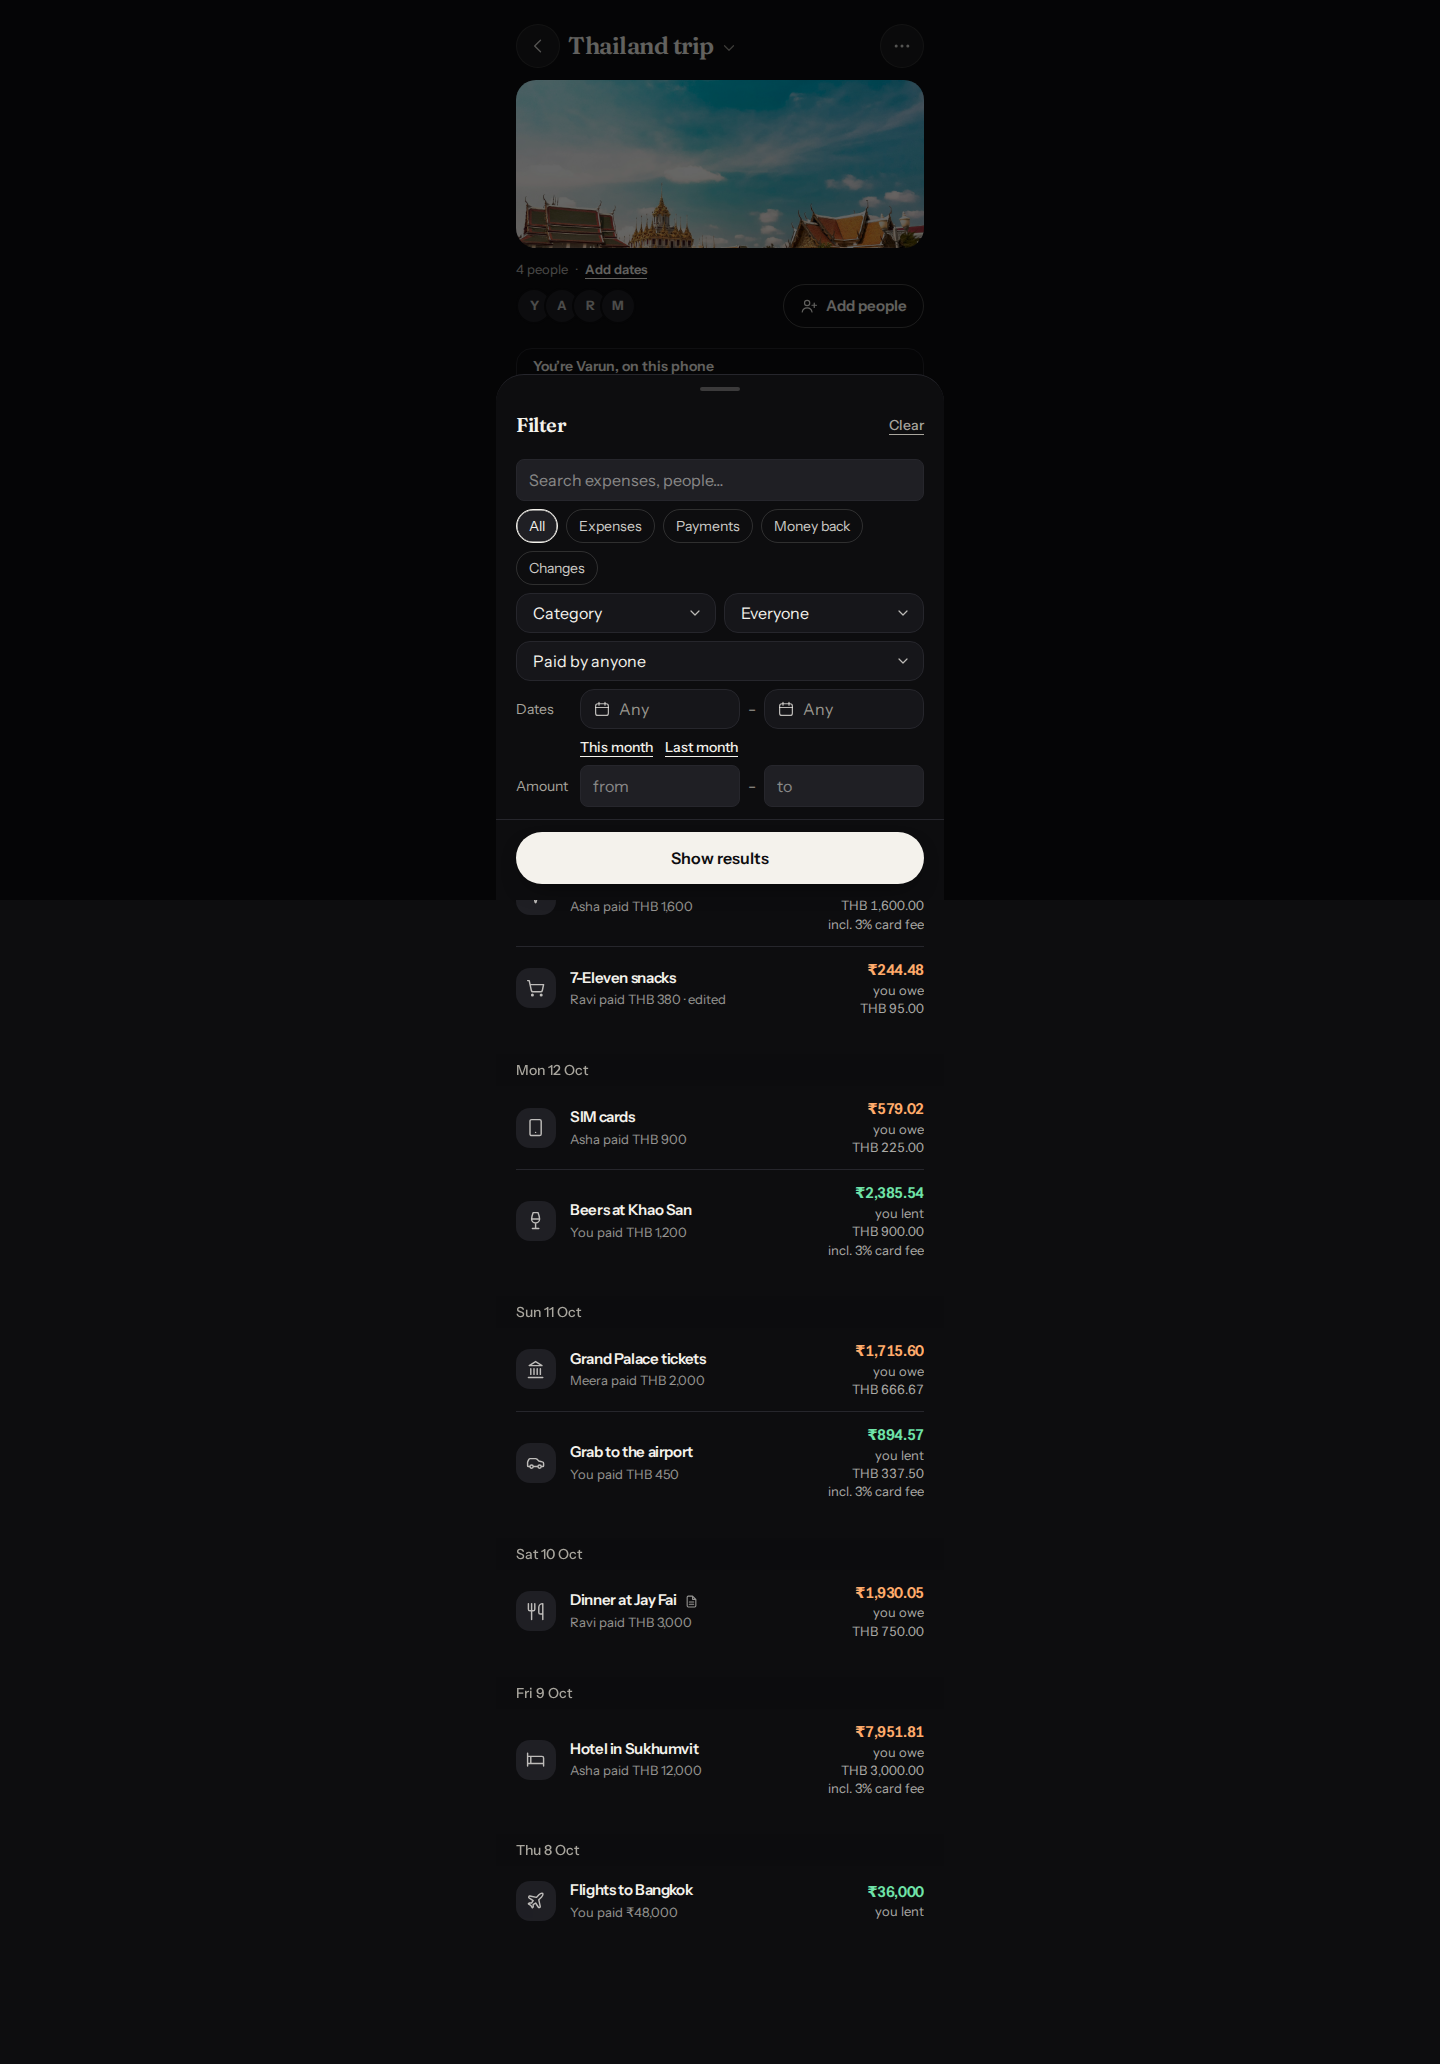 Thailand trip
4 people · Add dates
Y A R M
Add people
You're Varun, on this phone
Filter
Clear
Search expenses, people...
All
Expenses
Payments
Money back
Changes
Category
Everyone
Paid by anyone
Dates
Any
-
Any
This month
Last month
Amount
from
-
to
Show results
Asha paid THB 1,600
THB 1,600.00
incl. 3% card fee
7-Eleven snacks
Ravi paid THB 380 · edited
₹244.48
you owe
THB 95.00
Mon 12 Oct
SIM cards
Asha paid THB 900
₹579.02
you owe
THB 225.00
Beers at Khao San
You paid THB 1,200
₹2,385.54
you lent
THB 900.00
incl. 3% card fee
Sun 11 Oct
Grand Palace tickets
Meera paid THB 2,000
₹1,715.60
you owe
THB 666.67
Grab to the airport
You paid THB 450
₹894.57
you lent
THB 337.50
incl. 3% card fee
Sat 10 Oct
Dinner at Jay Fai
Ravi paid THB 3,000
₹1,930.05
you owe
THB 750.00
Fri 9 Oct
Hotel in Sukhumvit
Asha paid THB 12,000
₹7,951.81
you owe
THB 3,000.00
incl. 3% card fee
Thu 8 Oct
Flights to Bangkok
You paid ₹48,000
₹36,000
you lent